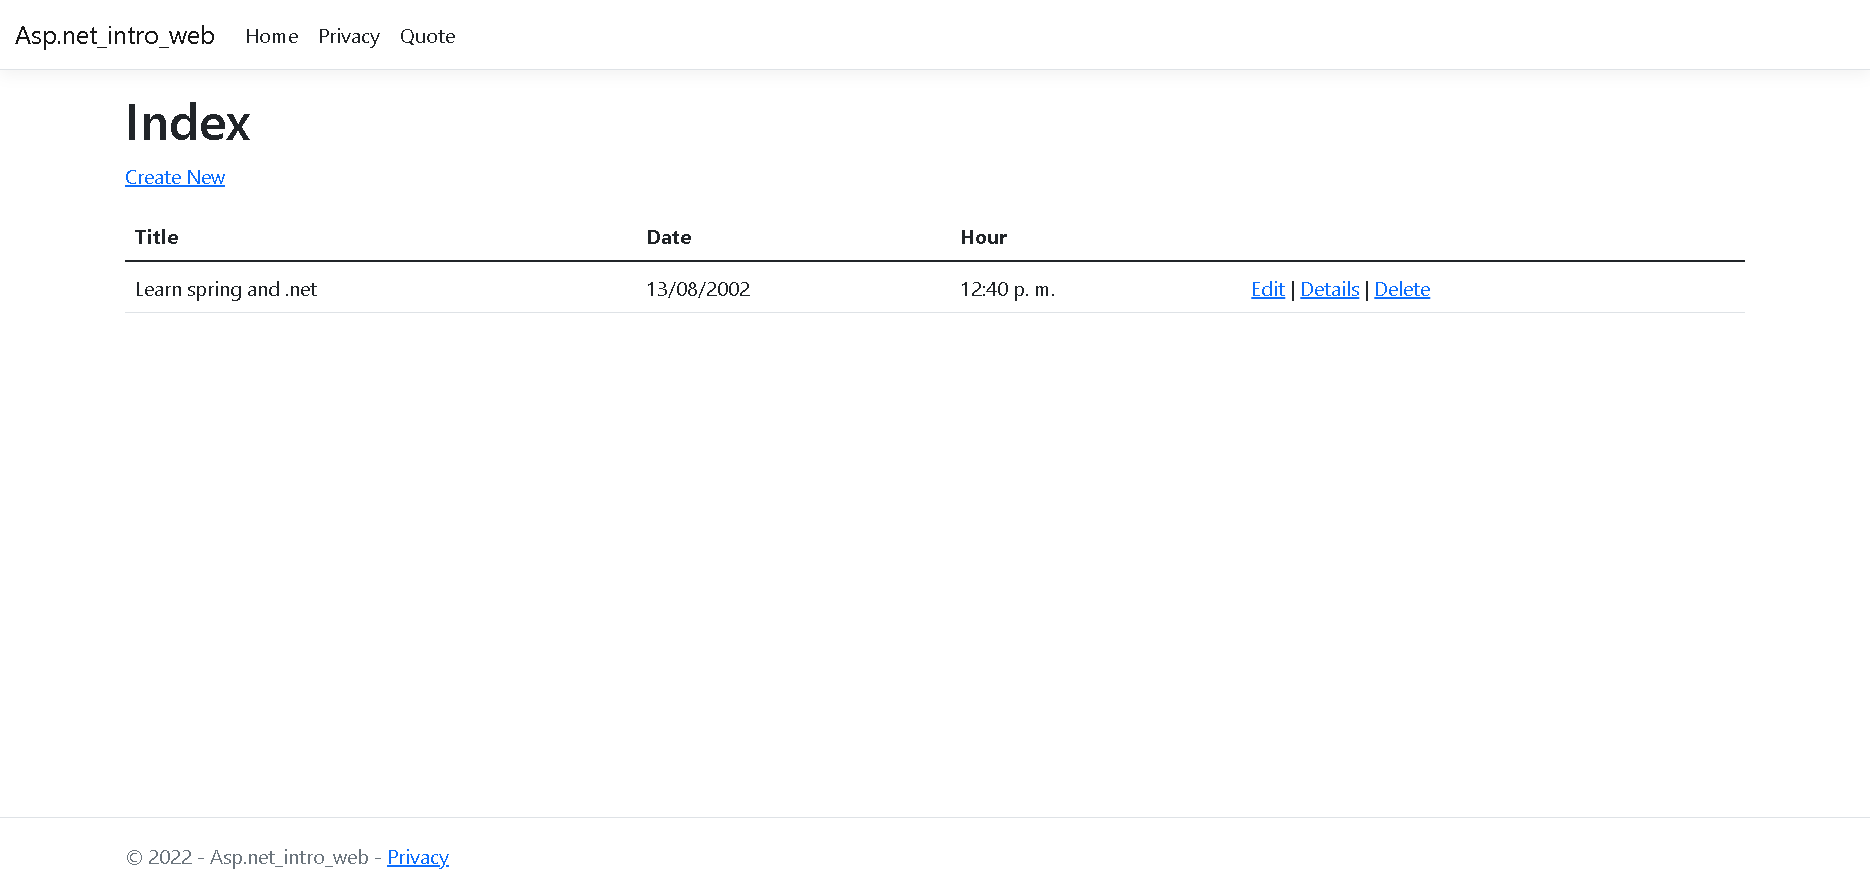 Asp.net_intro_web Home Privacy Quote
Index
Create New
Title Date Hour
Learn spring and .net 13/08/2002 12:40 p. m. Edit | Details | Delete
© 2022 - Asp.net_intro_web - Privacy